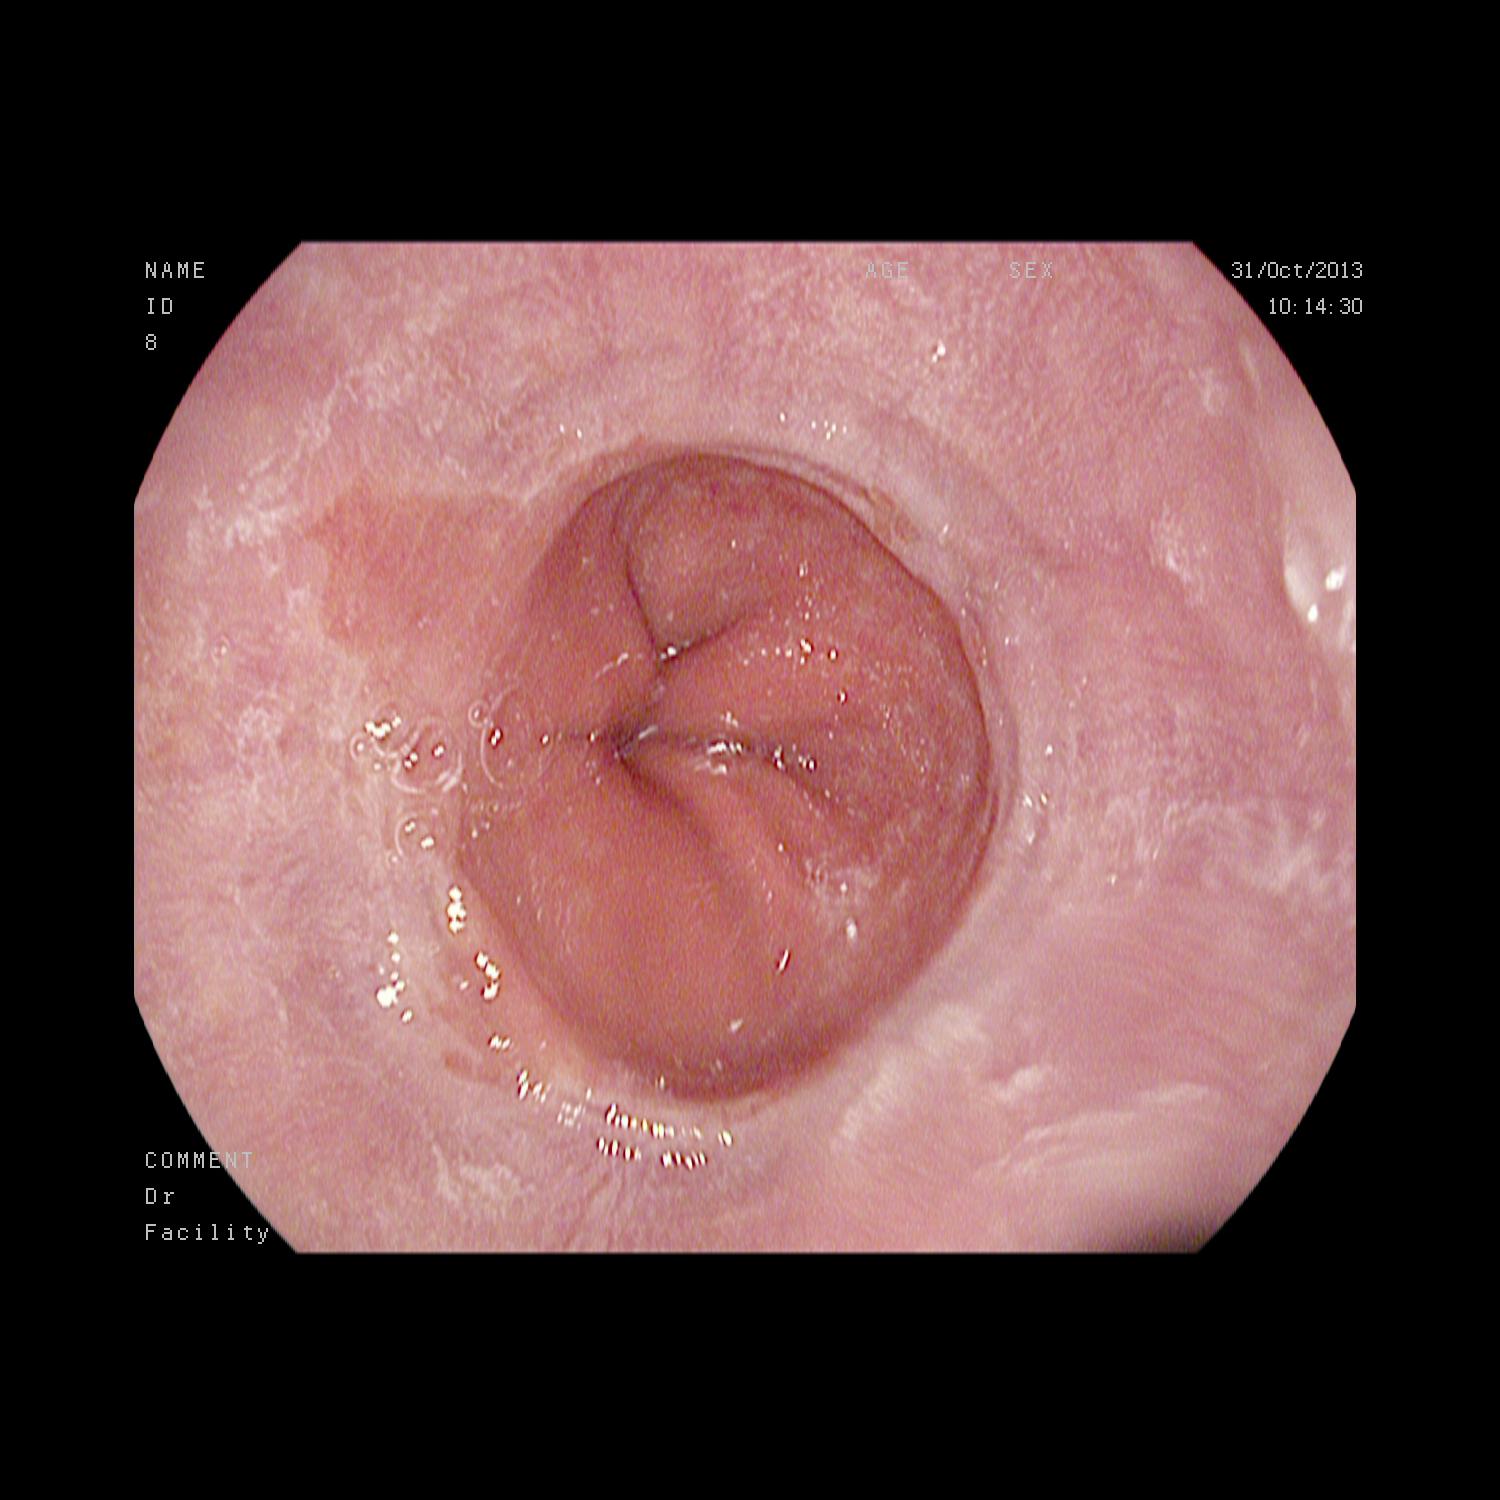 NAME
ID
8
AGE SEX
31/Oct/2013
10:14:30
COMMENT
Dr
Facility